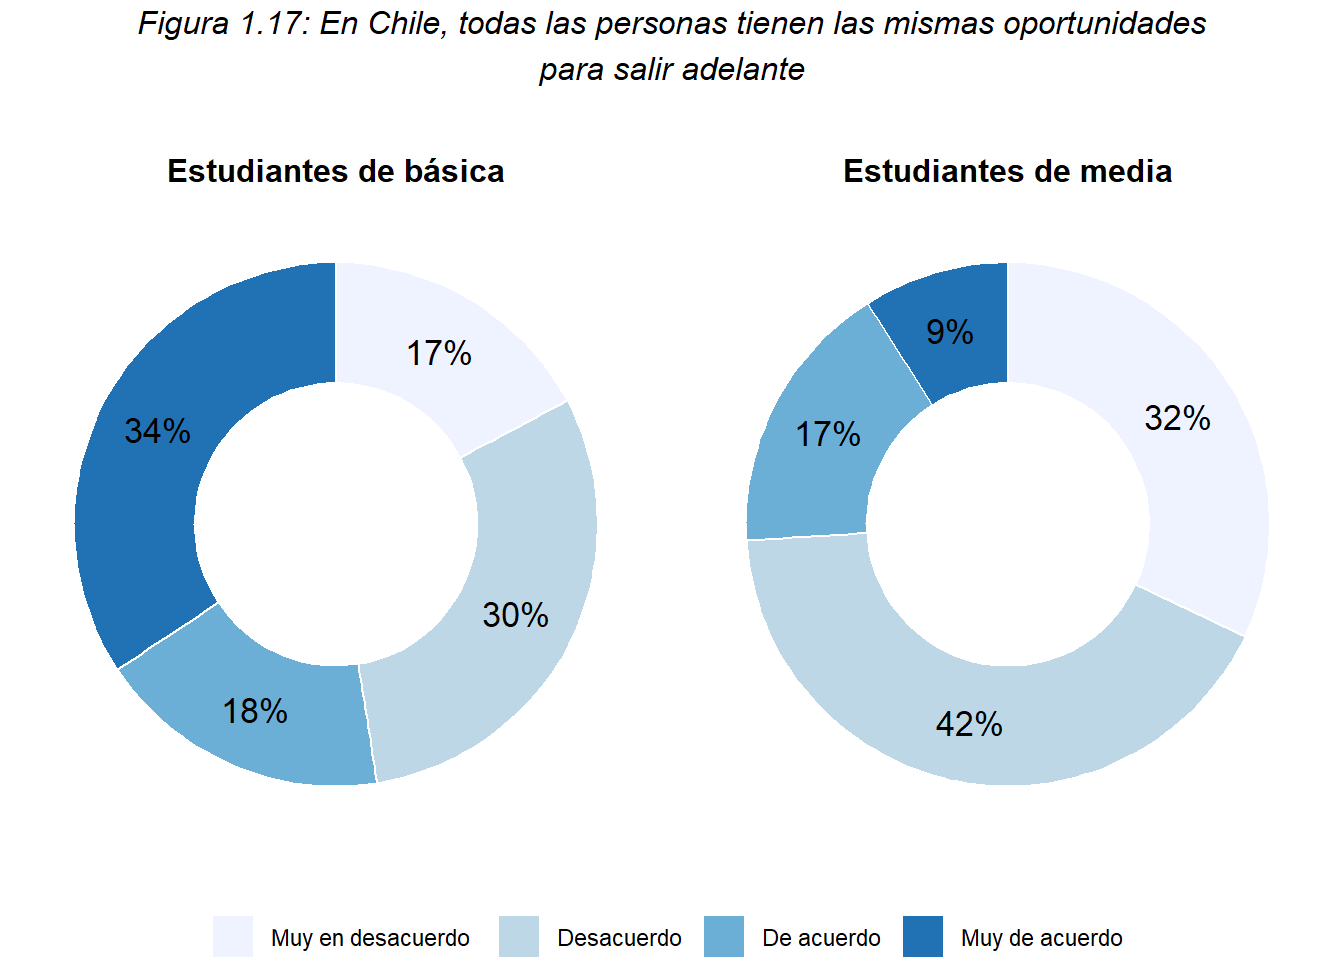 Figura 1.17: En Chile, todas las personas tienen las mismas oportunidades
para salir adelante
Estudiantes de básica
Estudiantes de media
17%
34%
30%
18%
9%
32%
17%
42%
Muy en desacuerdo
Desacuerdo
De acuerdo
Muy de acuerdo